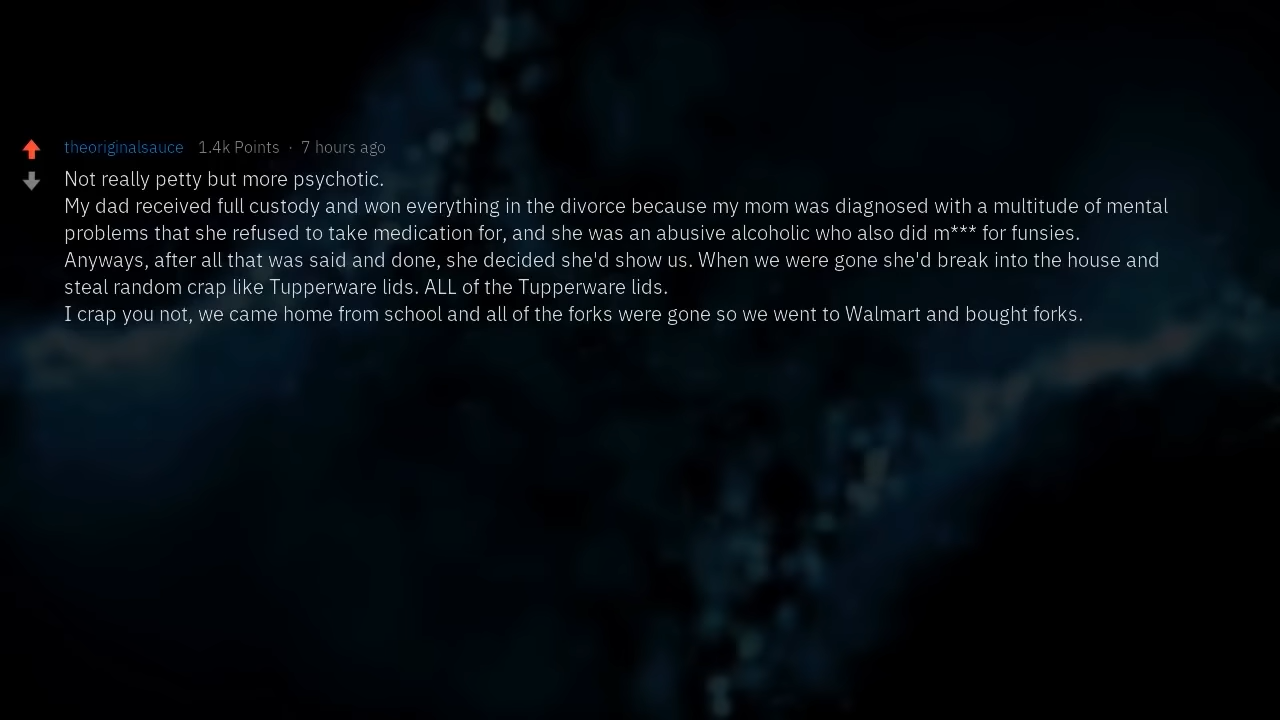 theoriginalsauce 1.4k Points · 7 hours ago
Not really petty but more psychotic.
My dad received full custody and won everything in the divorce because my mom was diagnosed with a multitude of mental
problems that she refused to take medication for, and she was an abusive alcoholic who also did m*** for funsies.
Anyways, after all that was said and done, she decided she'd show us. When we were gone she'd break into the house and
steal random crap like Tupperware lids. ALL of the Tupperware lids.
I crap you not, we came home from school and all of the forks were gone so we went to Walmart and bought forks.